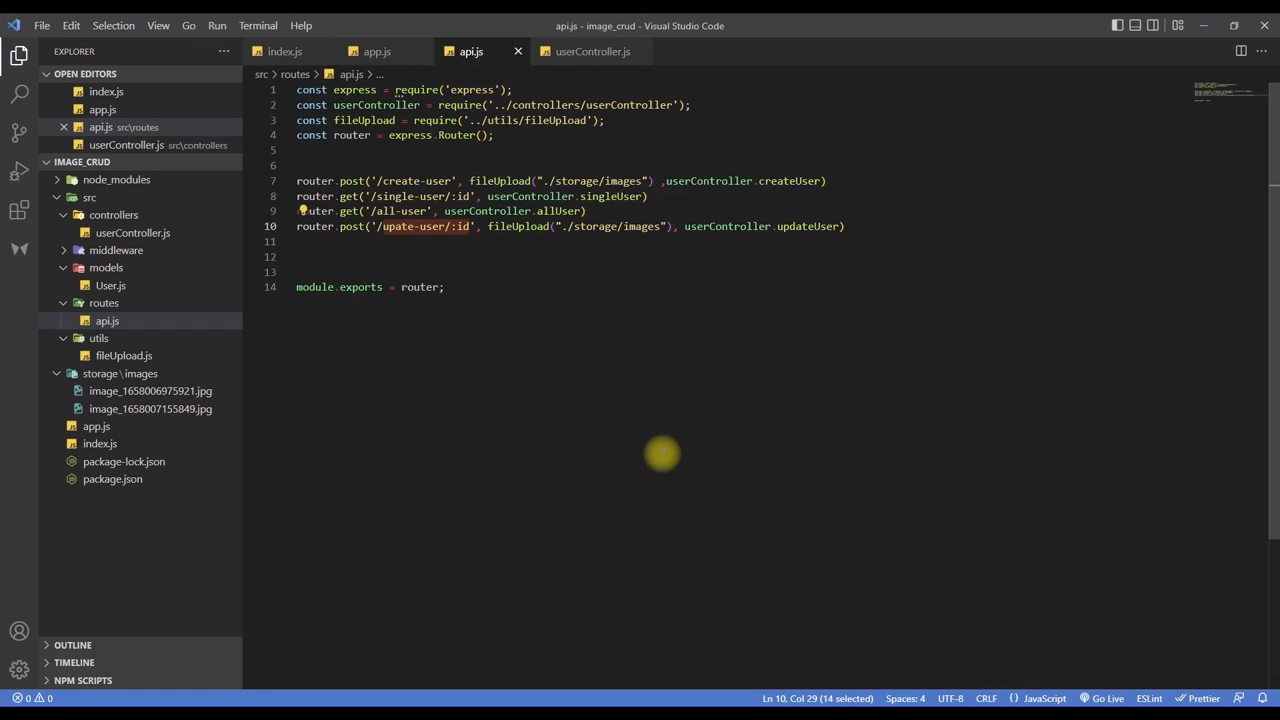 File Edit Selection View Go Run Terminal Help api.js - image_crud - Visual Studio Code
EXPLORER
index.js app.js api.js userController.js
OPEN EDITORS
index.js
app.js
api.js src\routes
userController.js src\controllers
IMAGE_CRUD
node_modules
src
controllers
userController.js
middleware
models
User.js
routes
api.js
utils
fileUpload.js
storage\images
image_1658006975921.jpg
image_1658007155849.jpg
app.js
index.js
package-lock.json
package.json
OUTLINE
TIMELINE
NPM SCRIPTS
src > routes > api.js > ...
1 const express = require('express');
2 const userController = require('../controllers/userController');
3 const fileUpload = require('../utils/fileUpload');
4 const router = express.Router();
5
6
7 router.post('/create-user', fileUpload("./storage/images") ,userController.createUser)
8 router.get('/single-user/:id', userController.singleUser)
9 router.get('/all-user', userController.allUser)
10 router.post('/upate-user/:id', fileUpload("./storage/images"), userController.updateUser)
11
12
13
14 module.exports = router;
0 0 Ln 10, Col 29 (14 selected) Spaces: 4 UTF-8 CRLF {} JavaScript Go Live ESLint Prettier